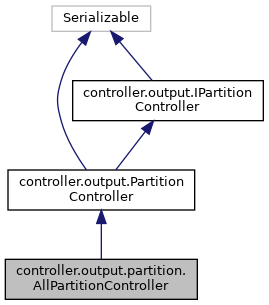 Serializable
controller.output.IPartition
Controller
controller.output.Partition
Controller
controller.output.partition.
AllPartitionController